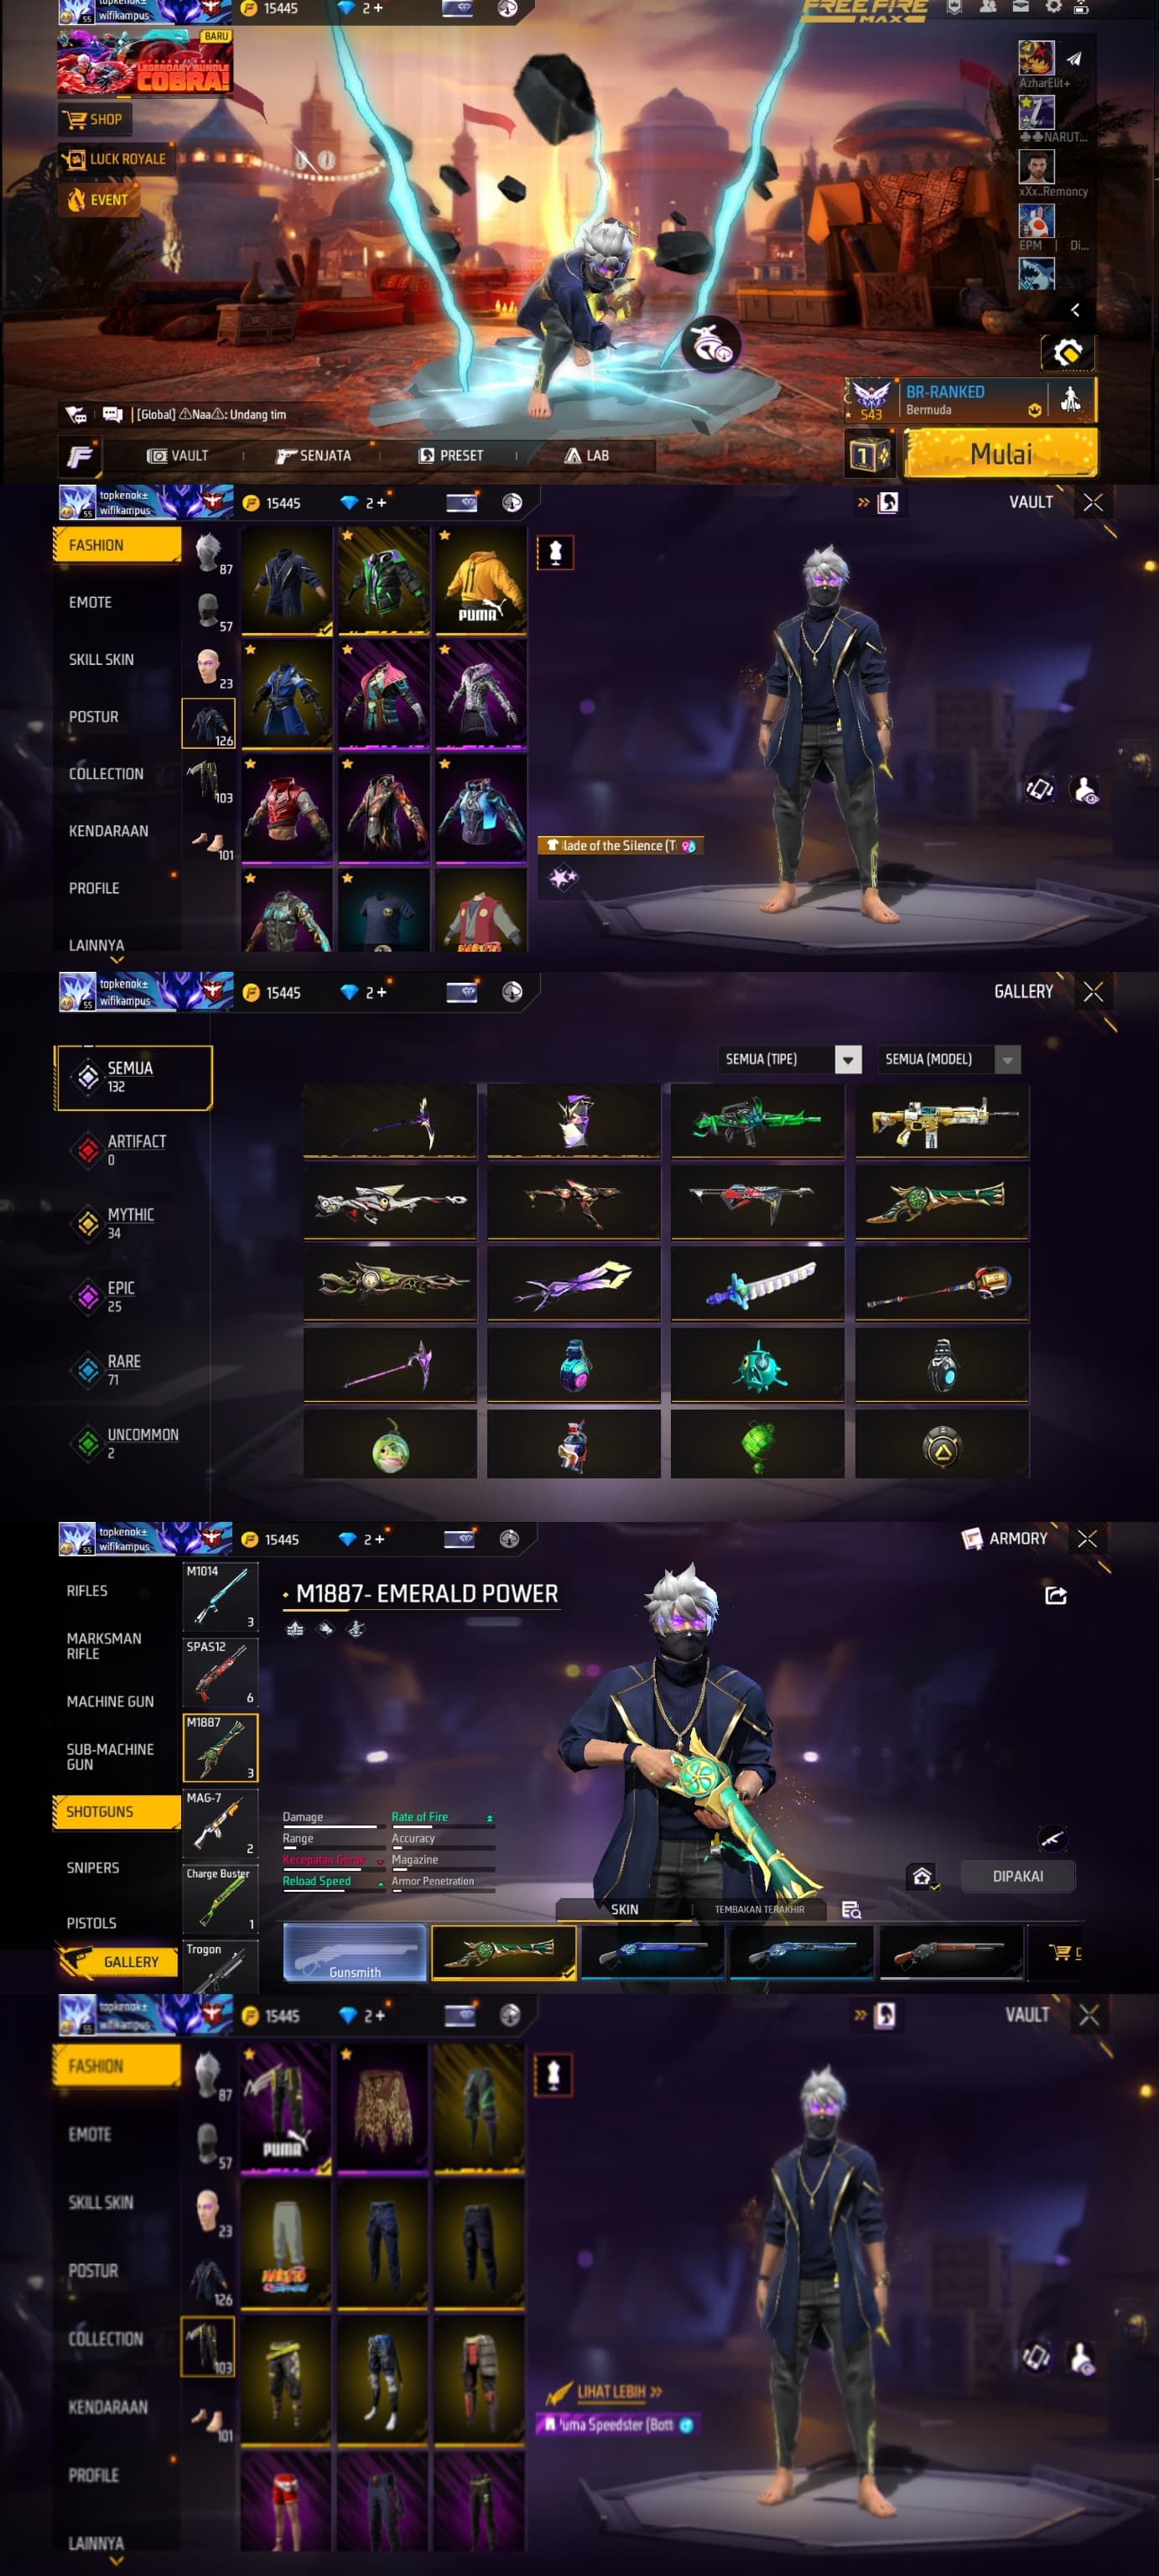 55
topkenok±
wifikampus
15445
2 +
FREE FIRE
MAX
BARU
LEGENDARY BUNDLE
COBRA!
SHOP
LUCK ROYALE
EVENT
AzharElit+
♣♣NARUT...
xXx..Remoncy
EPM | Di...
[Global] ⚠Naa⚠: Undang tim
S43
BR-RANKED
Bermuda
VAULT
SENJATA
PRESET
LAB
1
Mulai
topkenok±
wifikampus
55
15445
2 +
VAULT
FASHION
EMOTE
SKILL SKIN
POSTUR
COLLECTION
KENDARAAN
PROFILE
LAINNYA
87
57
23
126
103
101
PUMA
lade of the Silence (T
topkenok±
wifikampus
55
15445
2 +
GALLERY
SEMUA
132
ARTIFACT
0
MYTHIC
34
EPIC
25
RARE
71
UNCOMMON
2
SEMUA (TIPE)
SEMUA (MODEL)
topkenok±
wifikampus
55
15445
2 +
ARMORY
RIFLES
MARKSMAN
RIFLE
MACHINE GUN
SUB-MACHINE
GUN
SHOTGUNS
SNIPERS
PISTOLS
GALLERY
M1014
3
SPAS12
6
M1887
3
MAG-7
2
Charge Buster
1
Trogon
M1887- EMERALD POWER
Damage
Rate of Fire
Range
Accuracy
Kecepatan Gerak
Magazine
Reload Speed
Armor Penetration
DIPAKAI
SKIN
TEMBAKAN TERAKHIR
Gunsmith
topkenok±
wifikampus
55
15445
2 +
VAULT
FASHION
EMOTE
SKILL SKIN
POSTUR
COLLECTION
KENDARAAN
PROFILE
LAINNYA
87
57
23
126
103
101
PUMA
NARUTO
LIHAT LEBIH
uma Speedster (Bott